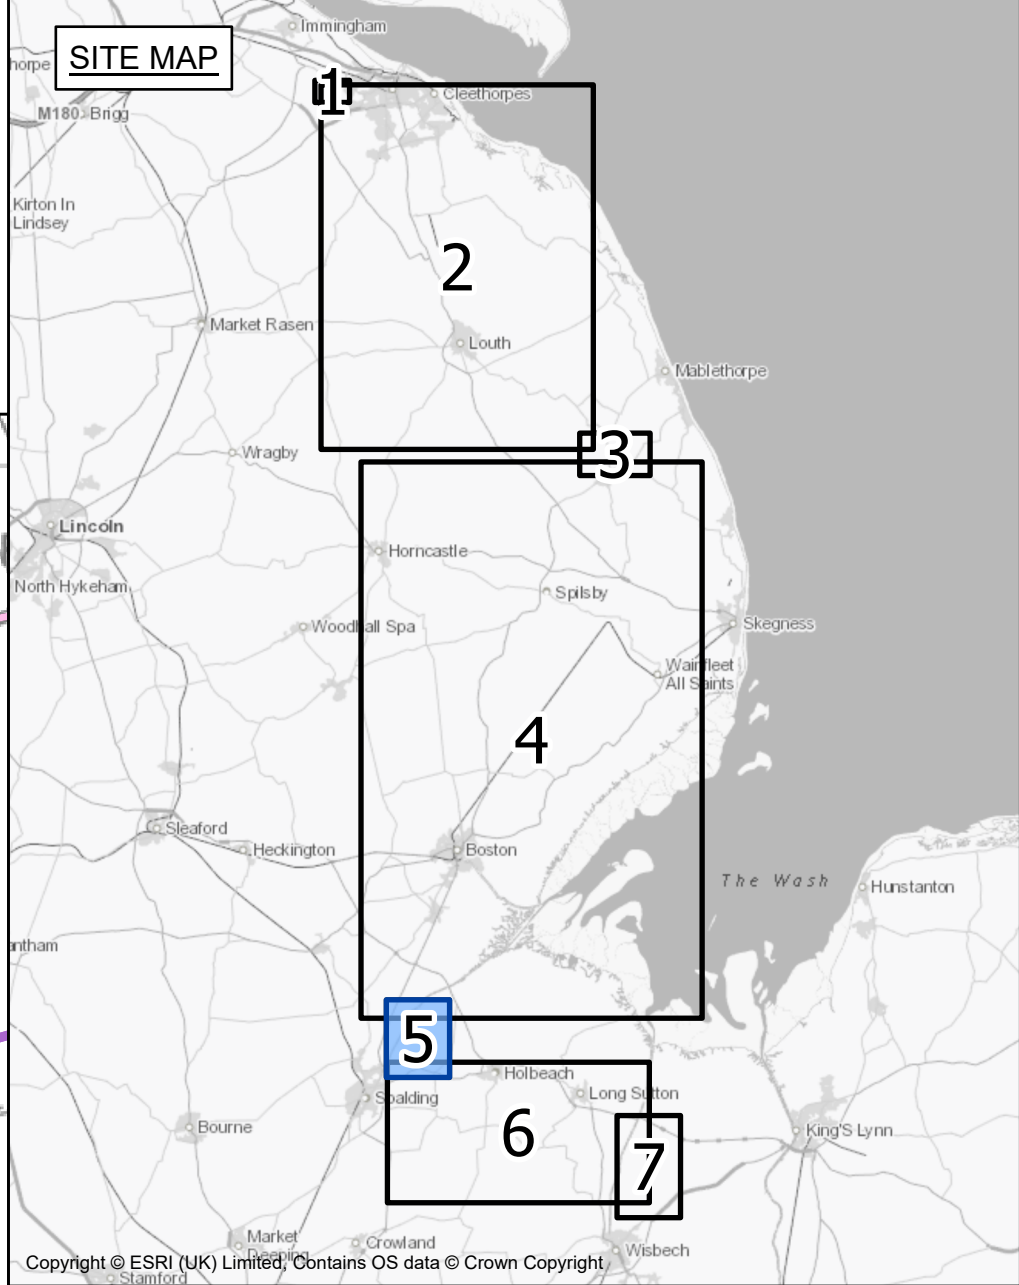 Immingham
SITE MAP
horpe
1
Cleethorpes
M180
Brigg
Kirton In
Lindsey
2
Market Rasen
Louth
Mablethorpe
3
Wragby
Lincoln
Horncastle
North Hykeham
Spilsby
Woodhall Spa
Skegness
Wainfleet
All Saints
4
Sleaford
Heckington
Boston
The Wash
Hunstanton
antham
5
Holbeach
Long Sutton
Spalding
Bourne
6
King'S Lynn
7
Market
Deeping
Crowland
Wisbech
Copyright © ESRI (UK) Limited, Contains OS data © Crown Copyright
Stamford